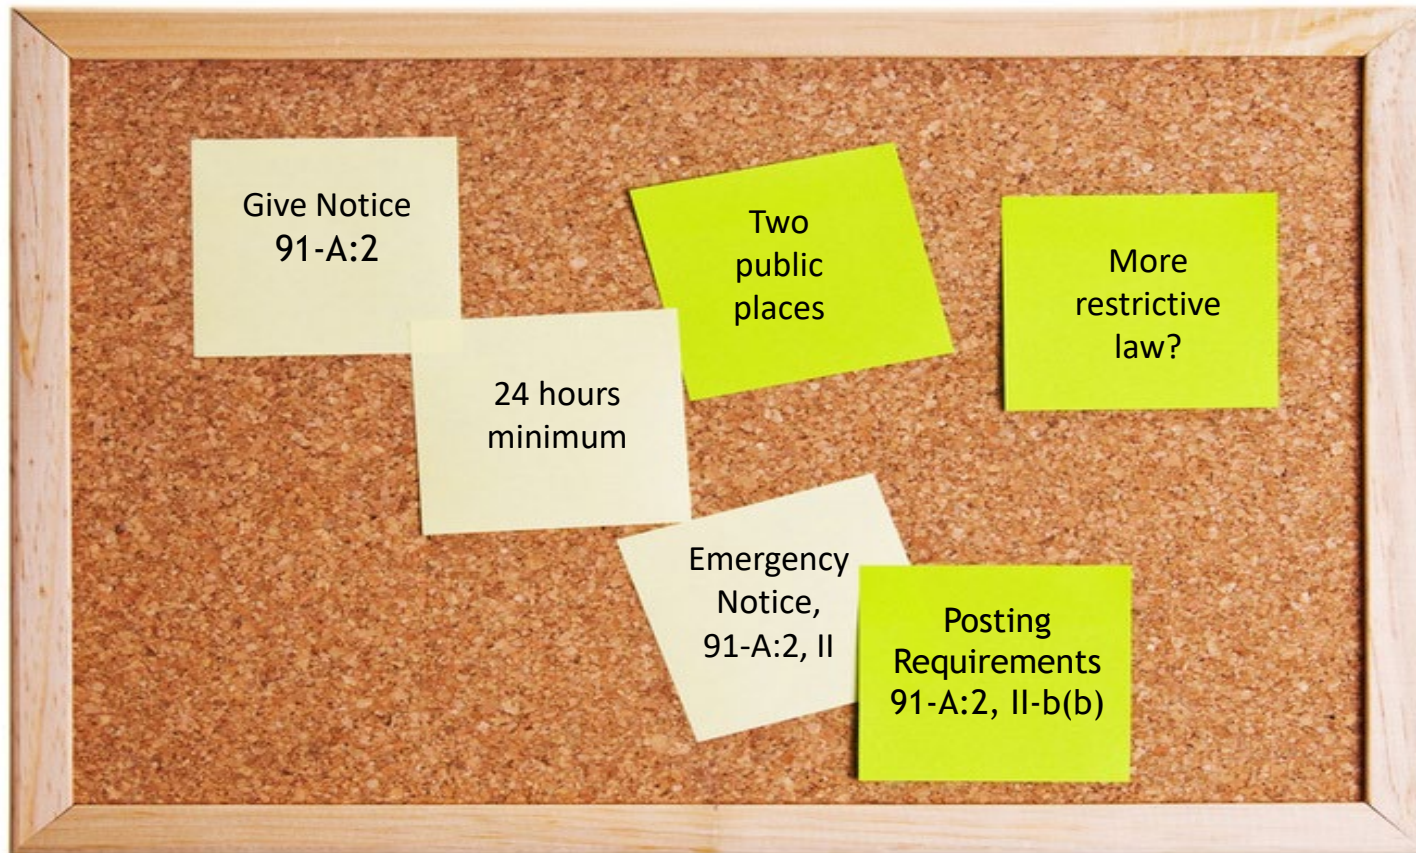 Give Notice
91-A:2
Two
public
places
More
restrictive
law?
24 hours
minimum
Emergency
Notice,
91-A:2, II
Posting
Requirements
91-A:2, II-b(b)